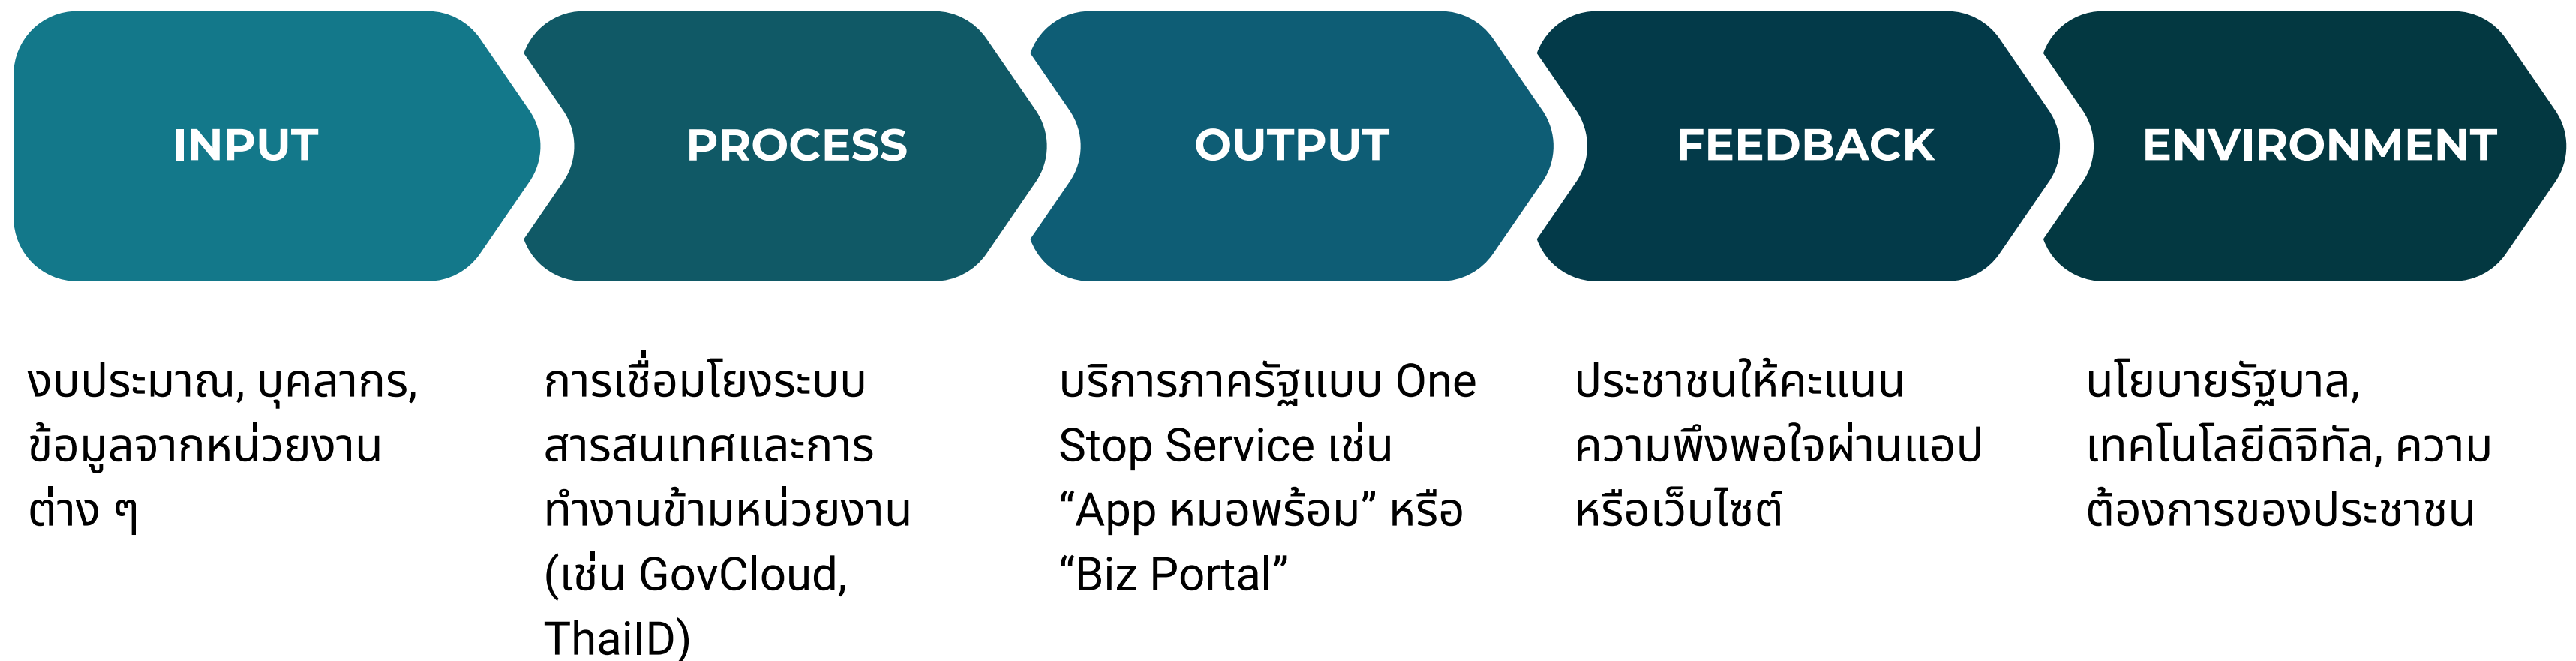 INPUT
PROCESS
OUTPUT
FEEDBACK
ENVIRONMENT
งบประมาณ, บุคลากร,
ข้อมูลจากหน่วยงาน
ต่าง ๆ
การเชื่อมโยงระบบ
สารสนเทศและการ
ทำงานข้ามหน่วยงาน
(เช่น GovCloud,
ThaiID)
บริการภาครัฐแบบ One
Stop Service เช่น
“App หมอพร้อม” หรือ
“Biz Portal”
ประชาชนให้คะแนน
ความพึงพอใจผ่านแอป
หรือเว็บไซต์
นโยบายรัฐบาล,
เทคโนโลยีดิจิทัล, ความ
ต้องการของประชาชน